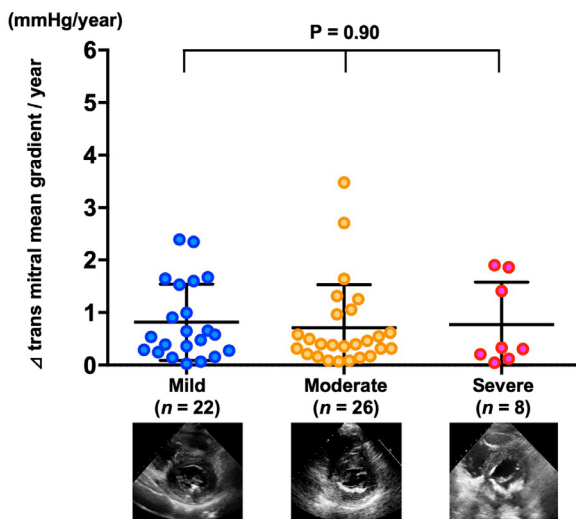 (mmHg/year)
P = 0.90
⊿ trans mitral mean gradient / year
6
5
4
3
2
1
0
Mild Moderate Severe
(n = 22) (n = 26) (n = 8)